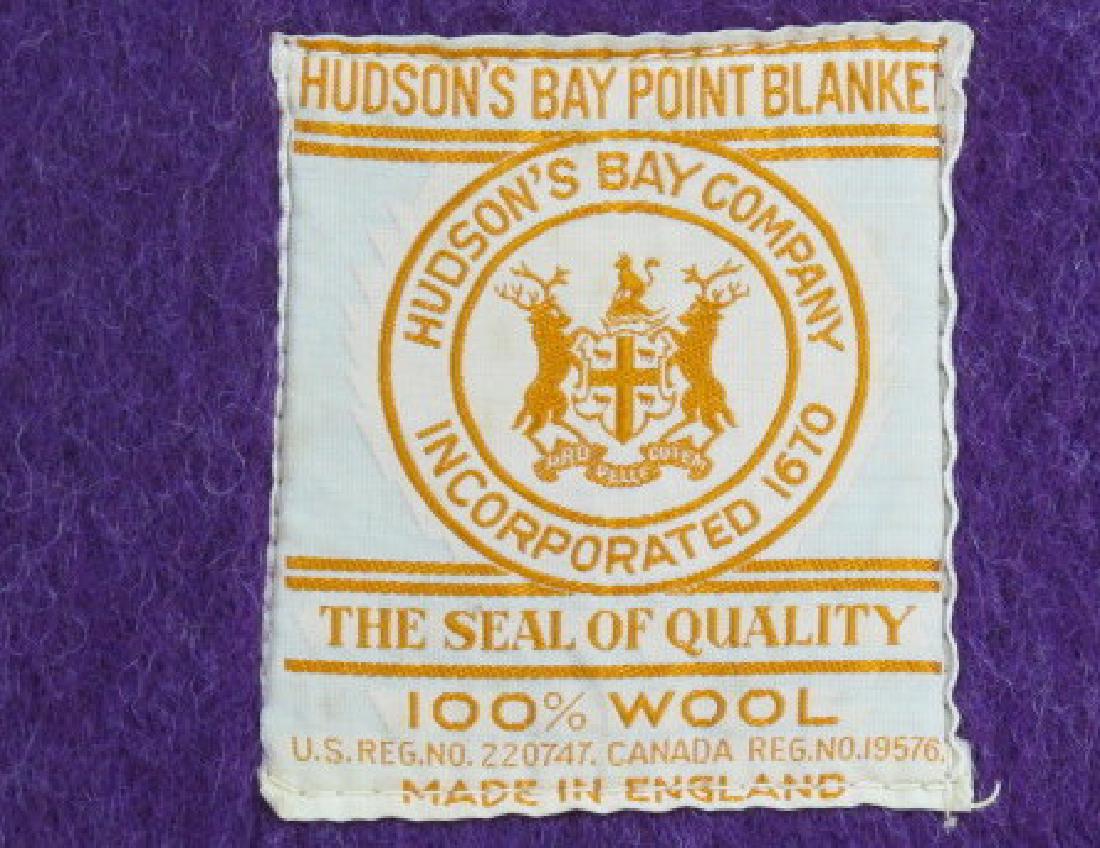 HUDSON'S BAY POINT BLANKET
HUDSON'S BAY COMPANY
INCORPORATED 1670
PRO PELLE CUTEM
THE SEAL OF QUALITY
100% WOOL
U.S. REG. NO. 220747. CANADA REG. NO. 19576.
MADE IN ENGLAND